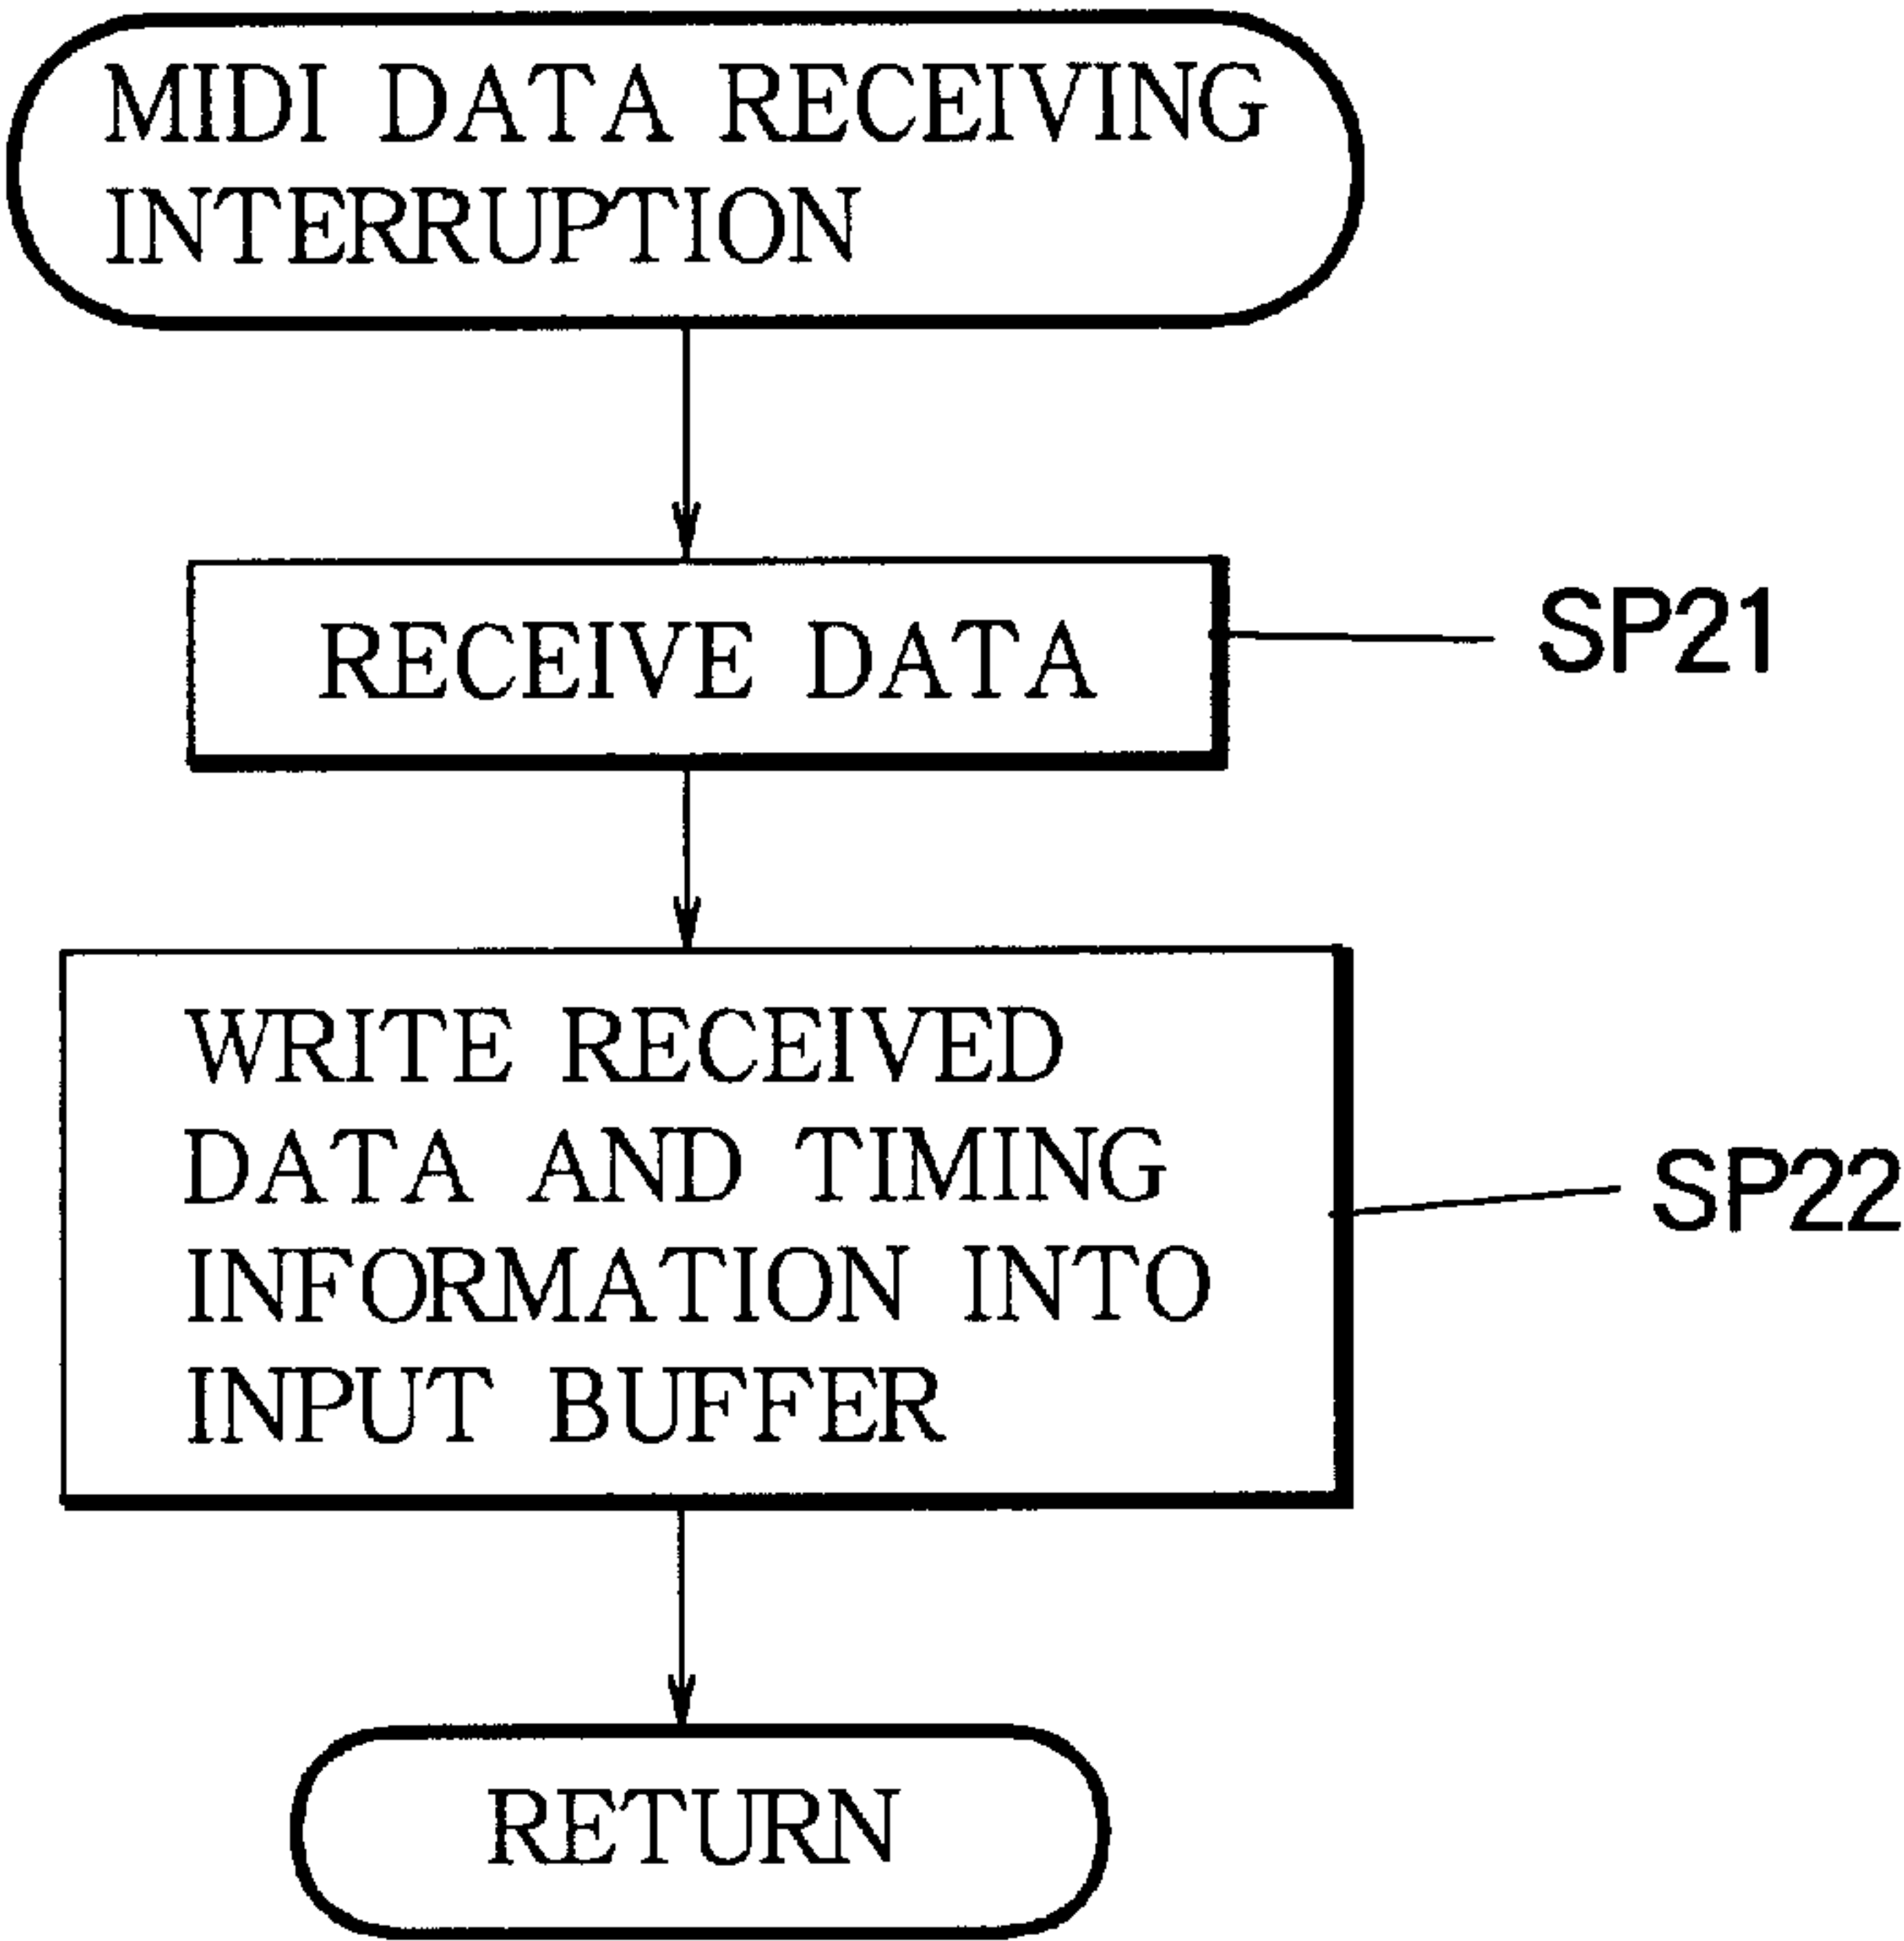 MIDI DATA RECEIVING
INTERRUPTION
RECEIVE DATA
SP21
WRITE RECEIVED
DATA AND TIMING
INFORMATION INTO
INPUT BUFFER
SP22
RETURN